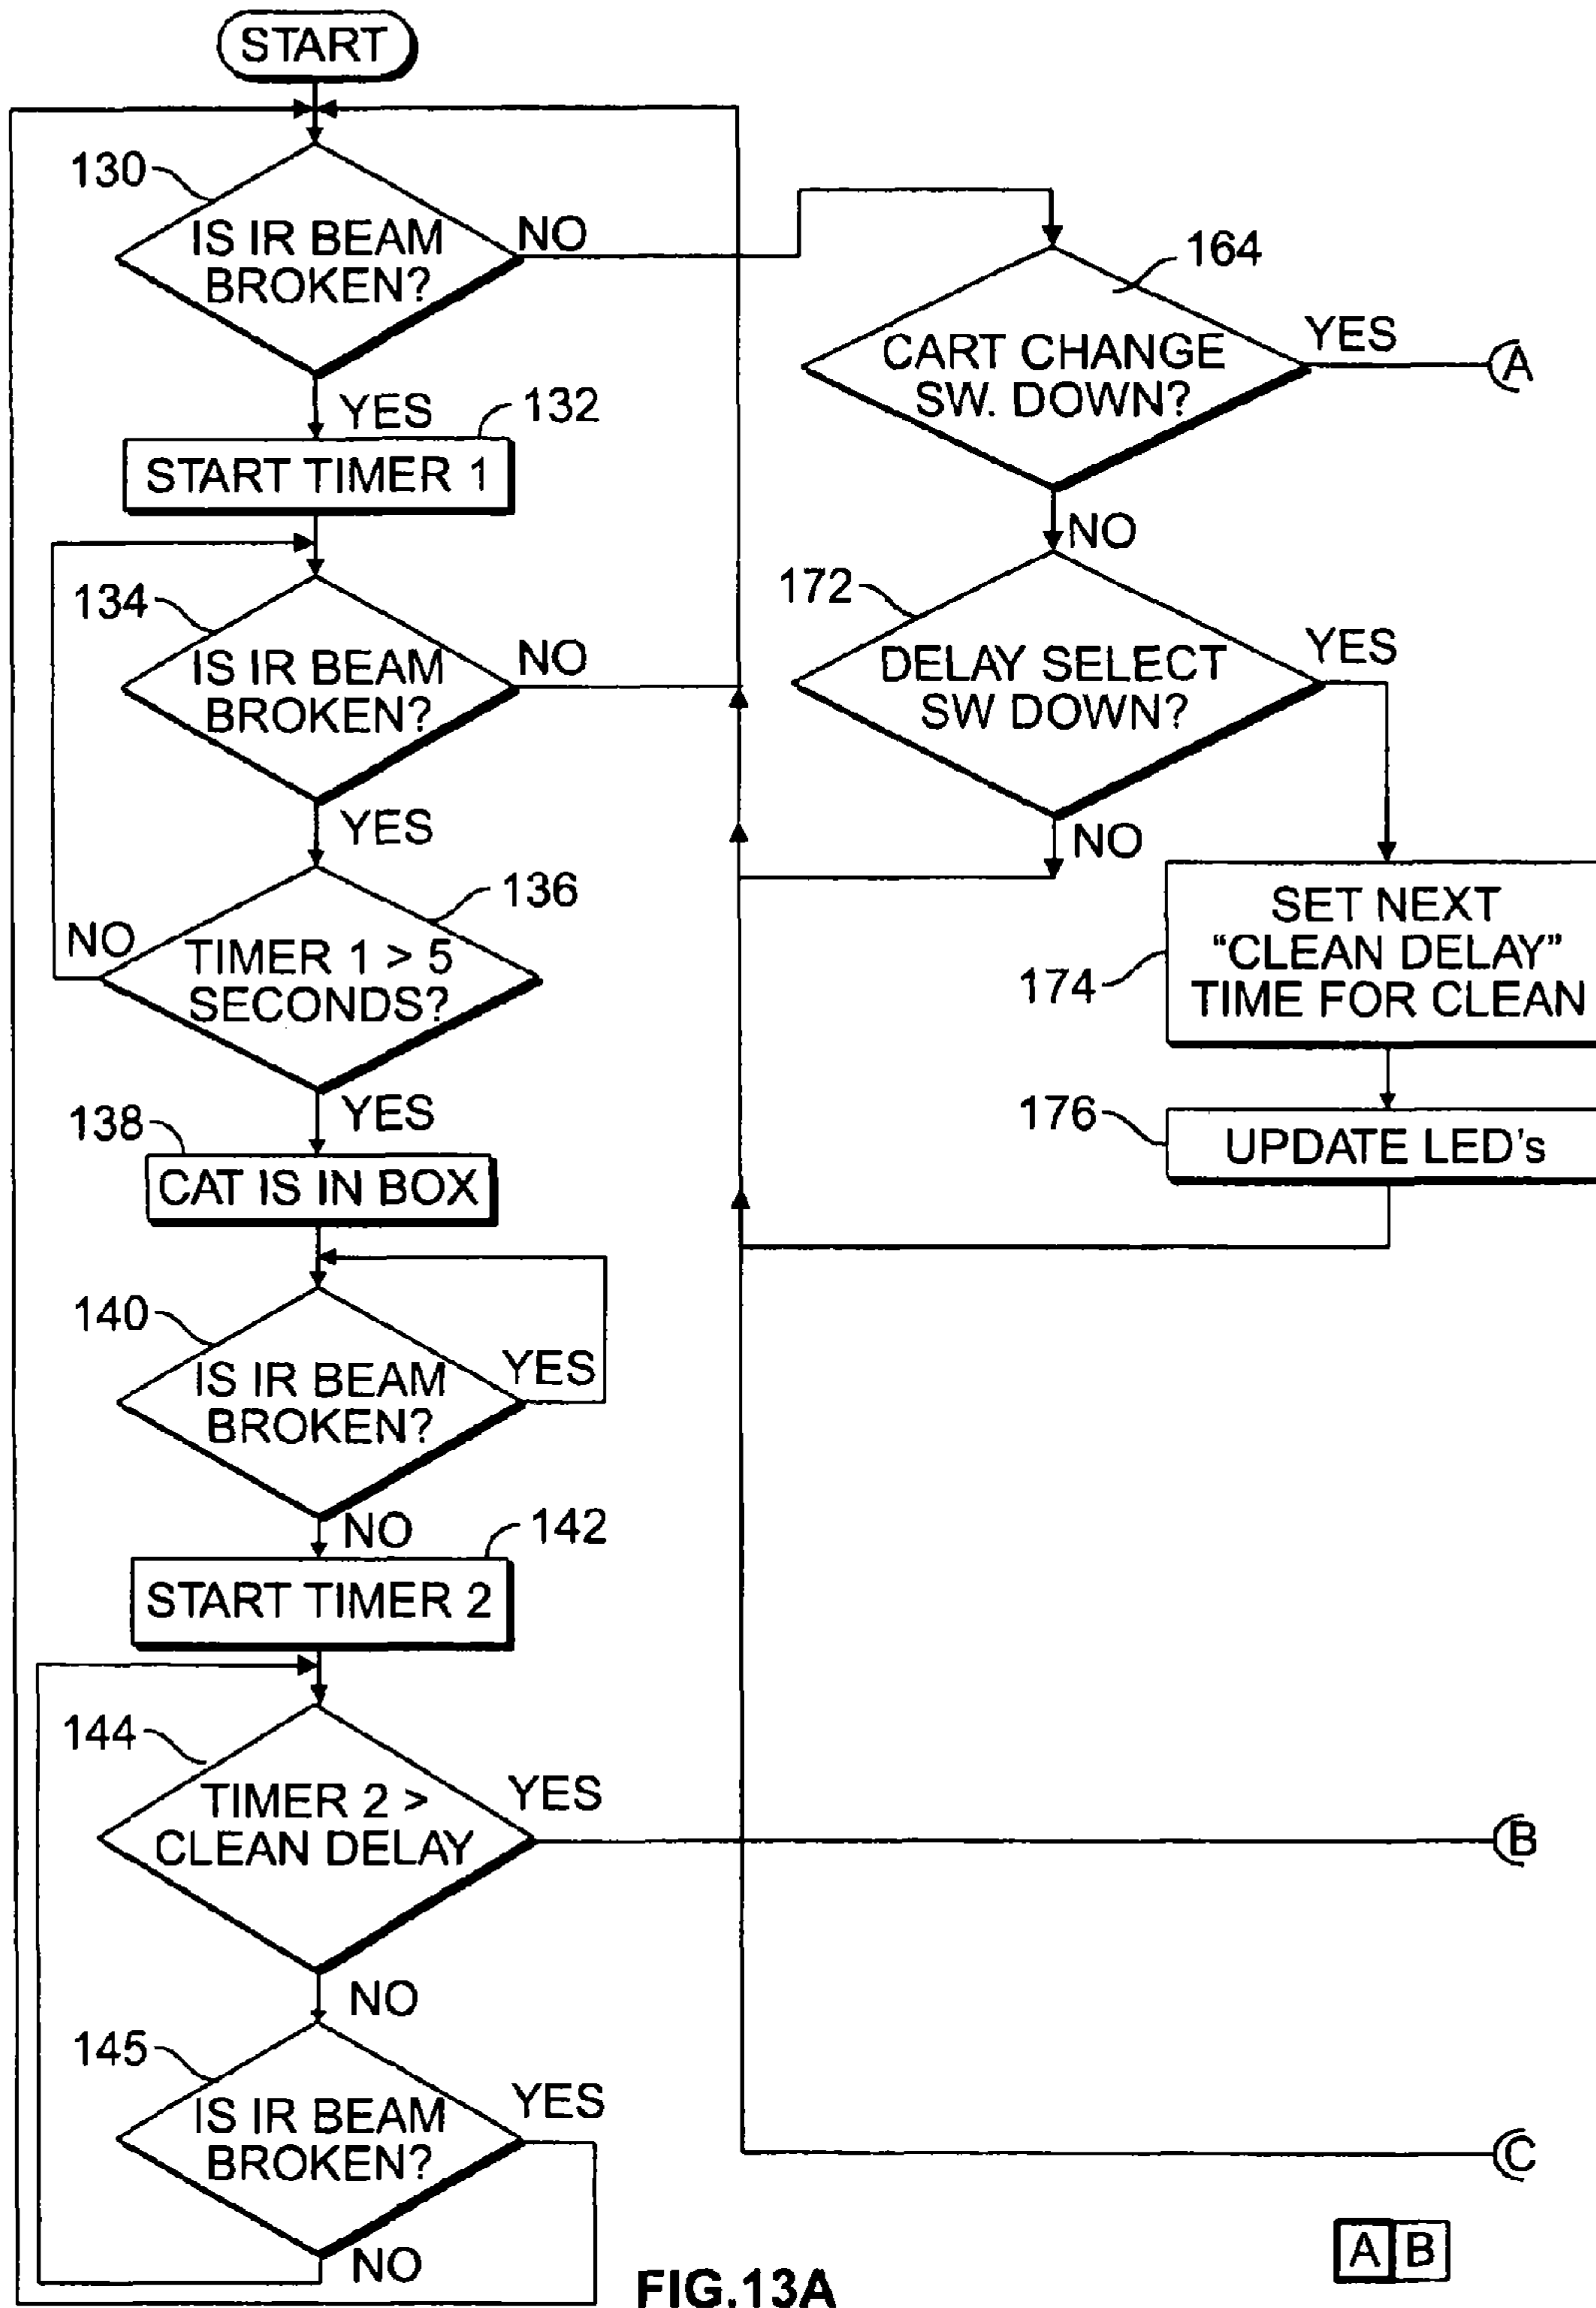 START
130
IS IR BEAM
BROKEN?
NO
YES
132
START TIMER 1
134
IS IR BEAM
BROKEN?
NO
YES
136
NO
TIMER 1 > 5
SECONDS?
YES
138
CAT IS IN BOX
140
IS IR BEAM
BROKEN?
YES
NO
142
START TIMER 2
144
TIMER 2 >
CLEAN DELAY
YES
NO
145
IS IR BEAM
BROKEN?
YES
NO
164
CART CHANGE
SW. DOWN?
YES
A
NO
172
DELAY SELECT
SW DOWN?
YES
NO
174
SET NEXT
“CLEAN DELAY”
TIME FOR CLEAN
176
UPDATE LED's
B
C
A B
FIG.13A